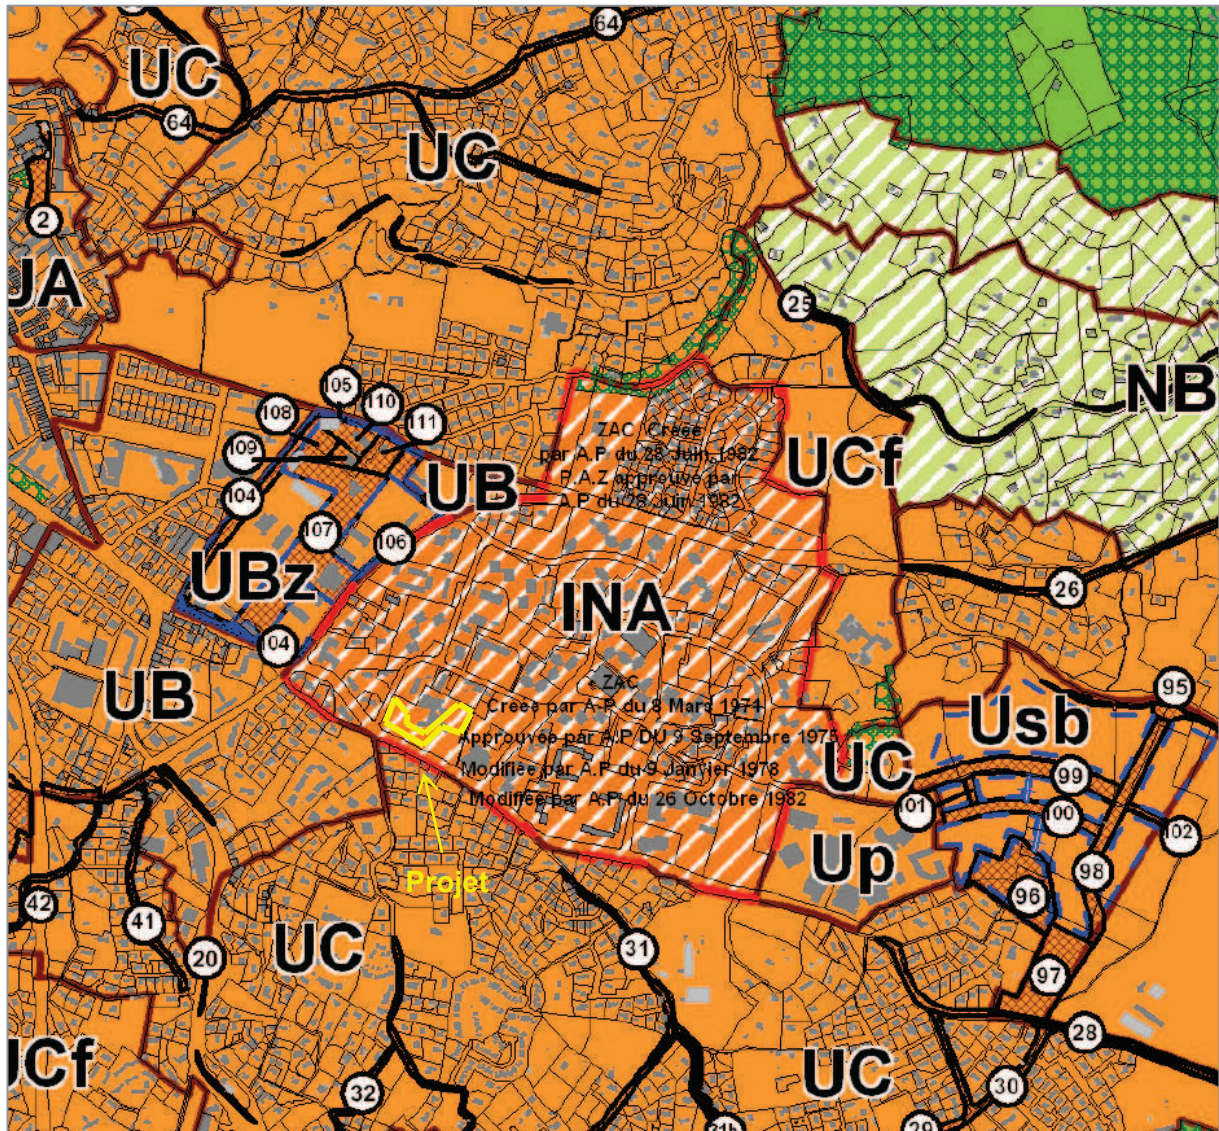 64
UC
64
UC
2
JA
25
NB
105
110
108
111
109
ZAC Créée
par A.P du 28 Juin 1982
P.A.Z approuvé par
A.P du 28 Juin 1982
UCf
UB
104
107
106
UBz
INA
26
104
UB
ZAC
Créée par A.P du 8 Mars 1971
Approuvée par A.P DU 9 Septembre 1975
Modifiée par A.P du 9 Janvier 1978
Modifiée par A.P du 26 Octobre 1982
95
Usb
UC
99
101
100
102
Up
98
Projet
96
42
41
20
UC
31
97
28
JCf
UC
32
30
31b
29